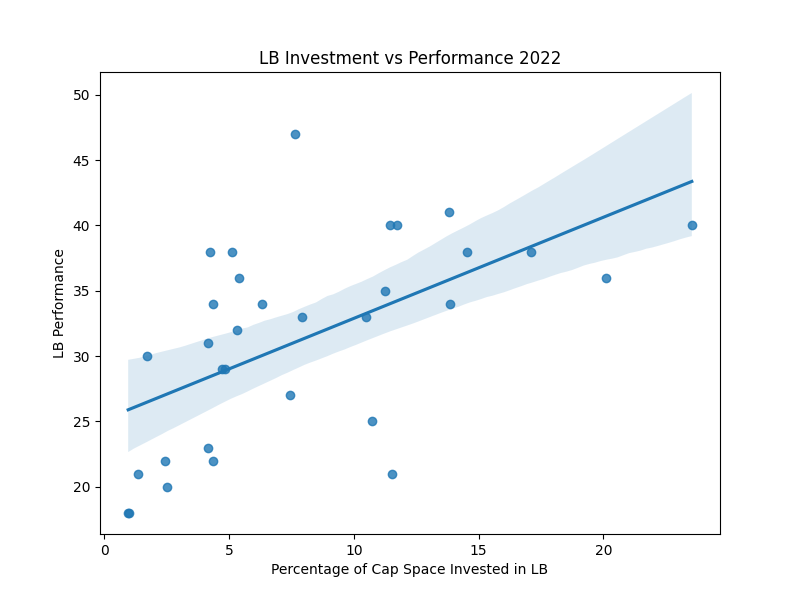 LB Investment vs Performance 2022
50
45
40
35
30
25
20
LB Performance
0 5 10 15 20
Percentage of Cap Space Invested in LB